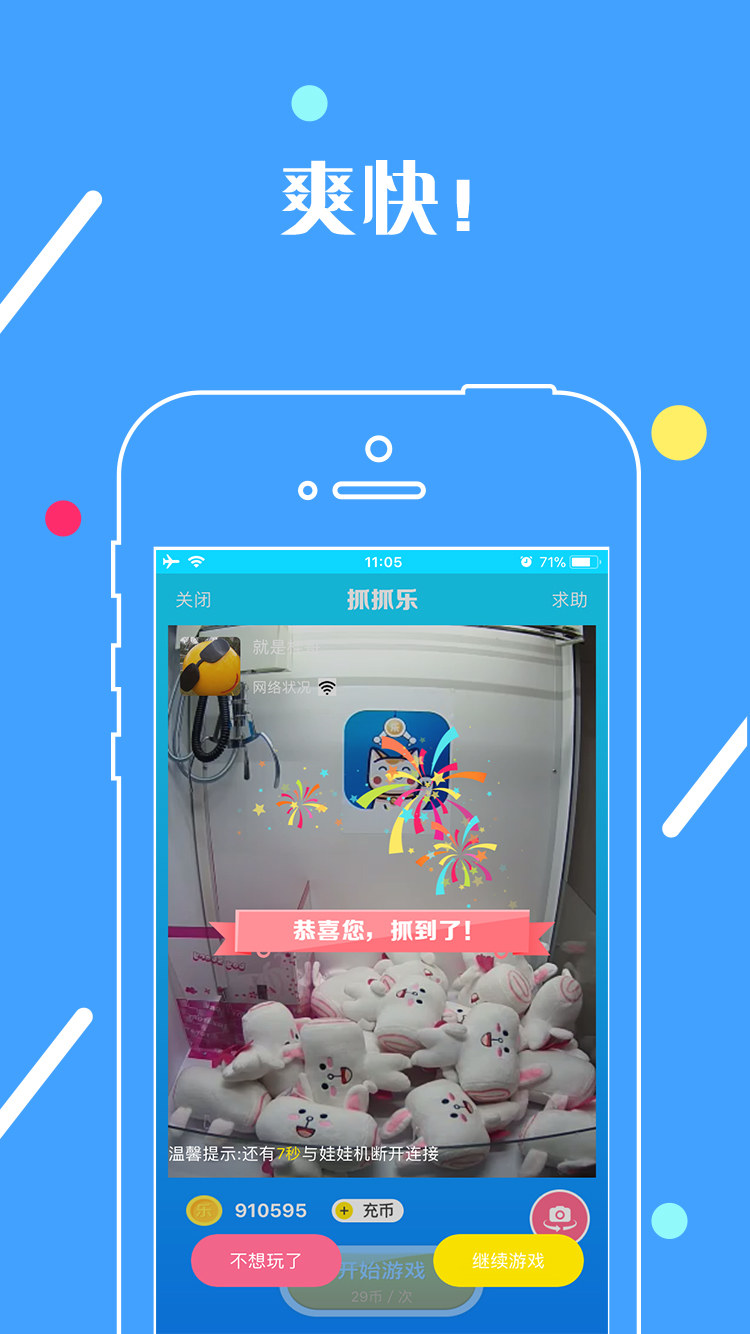 爽快!
11:05
71%
关闭
抓抓乐
求助
就是
网络状况
恭喜您，抓到了!
温馨提示:还有7秒与娃娃机断开连接
乐
910595
+ 充币
不想玩了
开始游戏
继续游戏
29币 / 次